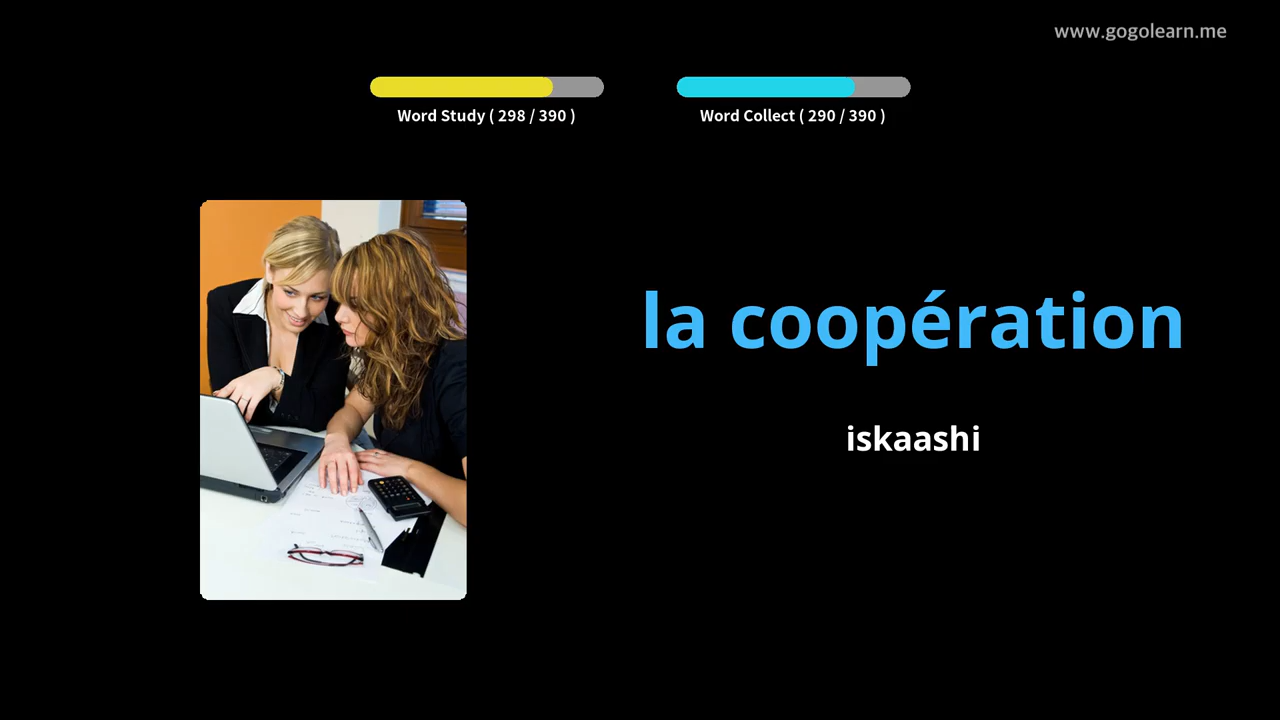 www.gogolearn.me
Word Study ( 298 / 390 )
Word Collect ( 290 / 390 )
la coopération
iskaashi